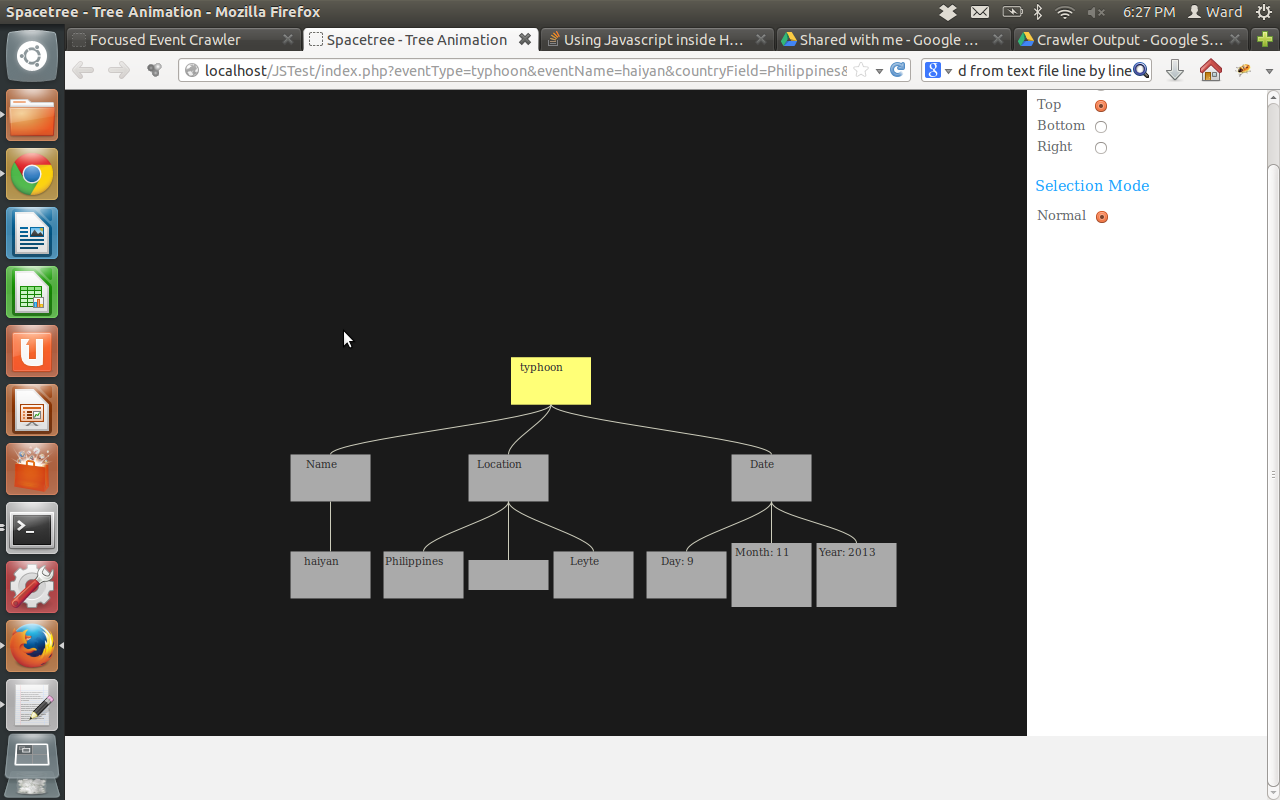 Spacetree - Tree Animation - Mozilla Firefox
6:27 PM
Ward
Focused Event Crawler
Spacetree - Tree Animation
Using Javascript inside H...
Shared with me - Google ...
Crawler Output - Google S...
localhost/JSTest/index.php?eventType=typhoon&eventName=haiyan&countryField=Philippines&
8
d from text file line by line
Top
Bottom
Right
Selection Mode
Normal
typhoon
Name
Location
Date
haiyan
Philippines
Leyte
Day: 9
Month: 11
Year: 2013